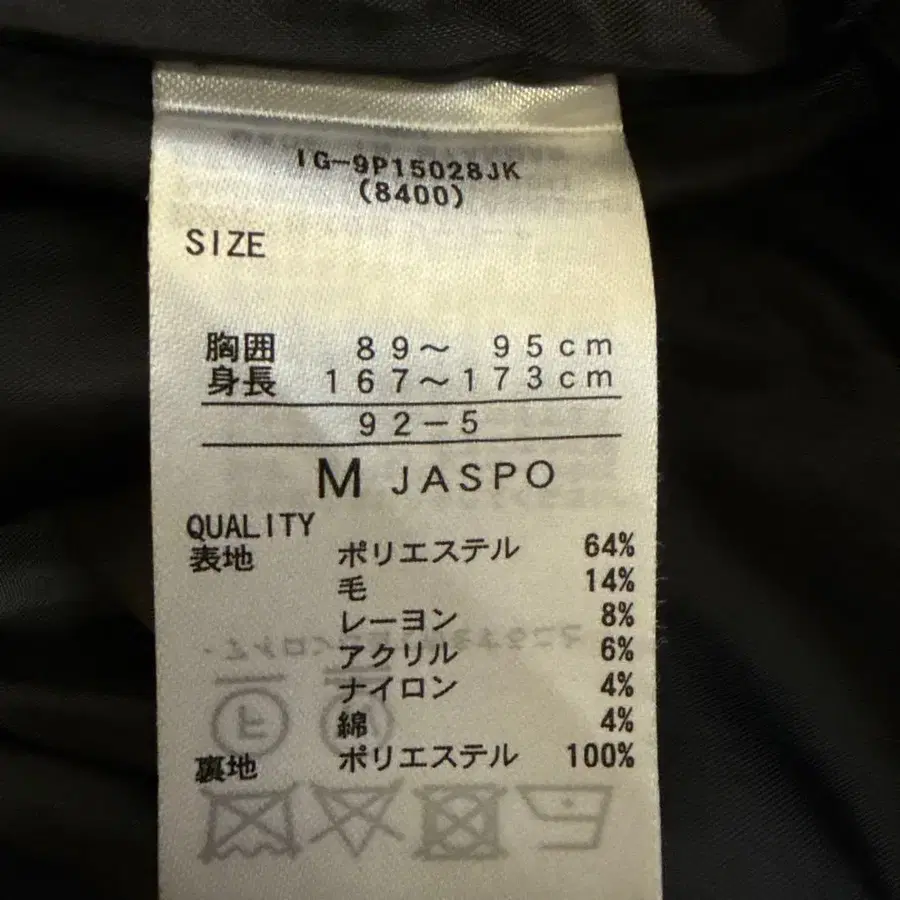 IG-9P15028JK
(8400)
SIZE
胸囲 89～ 95cm
身長 167～173cm
92-5
M JASPO
QUALITY
表地 ポリエステル 64%
毛 14%
レーヨン 8%
アクリル 6%
ナイロン 4%
綿 4%
裏地 ポリエステル 100%